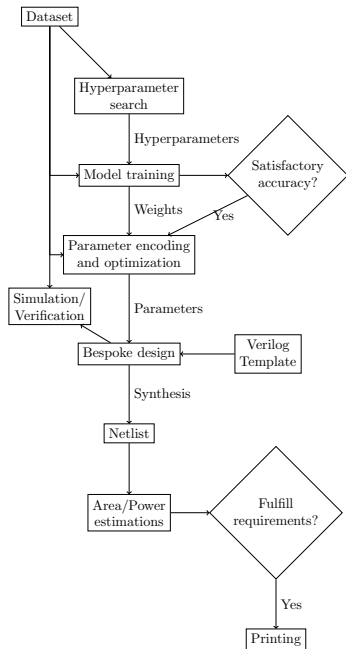 Dataset
Hyperparameter
search
Hyperparameters
Model training
Satisfactory
accuracy?
Weights
Yes
Parameter encoding
and optimization
Simulation/
Verification
Parameters
Bespoke design
Verilog
Template
Synthesis
Netlist
Area/Power
estimations
Fulfill
requirements?
Yes
Printing